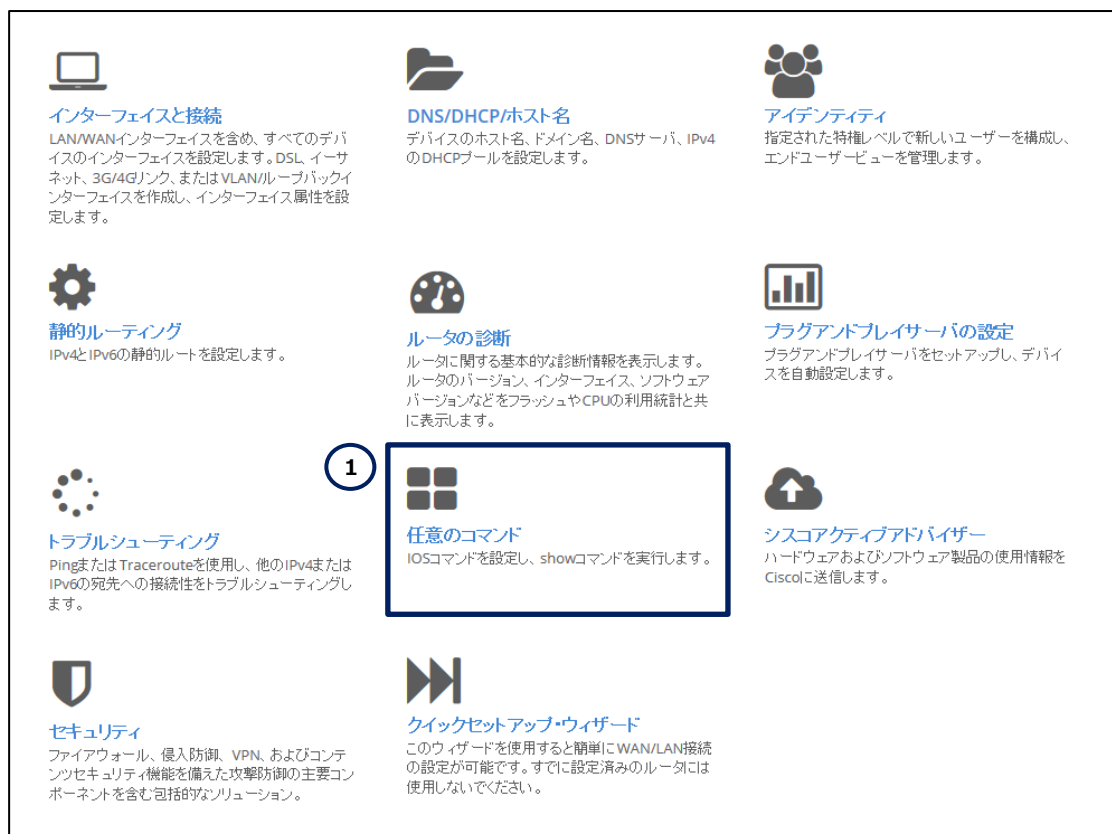 インターフェイスと接続
LAN/WANインターフェイスを含め、すべてのデバ
イスのインターフェイスを設定します。DSL、イーサ
ネット、3G/4Gリンク、またはVLAN/ループバックイ
ンターフェイスを作成し、インターフェイス属性を設
定します。
DNS/DHCP/ホスト名
デバイスのホスト名、ドメイン名、DNSサーバ、IPv4
のDHCPプールを設定します。
アイデンティティ
指定された特権レベルで新しいユーザーを構成し、
エンドユーザービューを管理します。
静的ルーティング
IPv4とIPv6の静的ルートを設定します。
ルータの診断
ルータに関する基本的な診断情報を表示します。
ルータのバージョン、インターフェイス、ソフトウェア
バージョンなどをフラッシュやCPUの利用統計と共
に表示します。
プラグアンドプレイサーバの設定
プラグアンドプレイサーバをセットアップし、デバイ
スを自動設定します。
トラブルシューティング
PingまたはTracerouteを使用し、他のIPv4または
IPv6の宛先への接続性をトラブルシューティングし
ます。
1
任意のコマンド
IOSコマンドを設定し、showコマンドを実行します。
シスコアクティブアドバイザー
ハードウェアおよびソフトウェア製品の使用情報を
Ciscoに送信します。
セキュリティ
ファイアウォール、侵入防御、VPN、およびコンテ
ンツセキュリティ機能を備えた攻撃防御の主要コン
ポーネントを含む包括的なソリューション。
クイックセットアップ・ウィザード
このウィザードを使用すると簡単にWAN/LAN接続
の設定が可能です。すでに設定済みのルータには
使用しないでください。